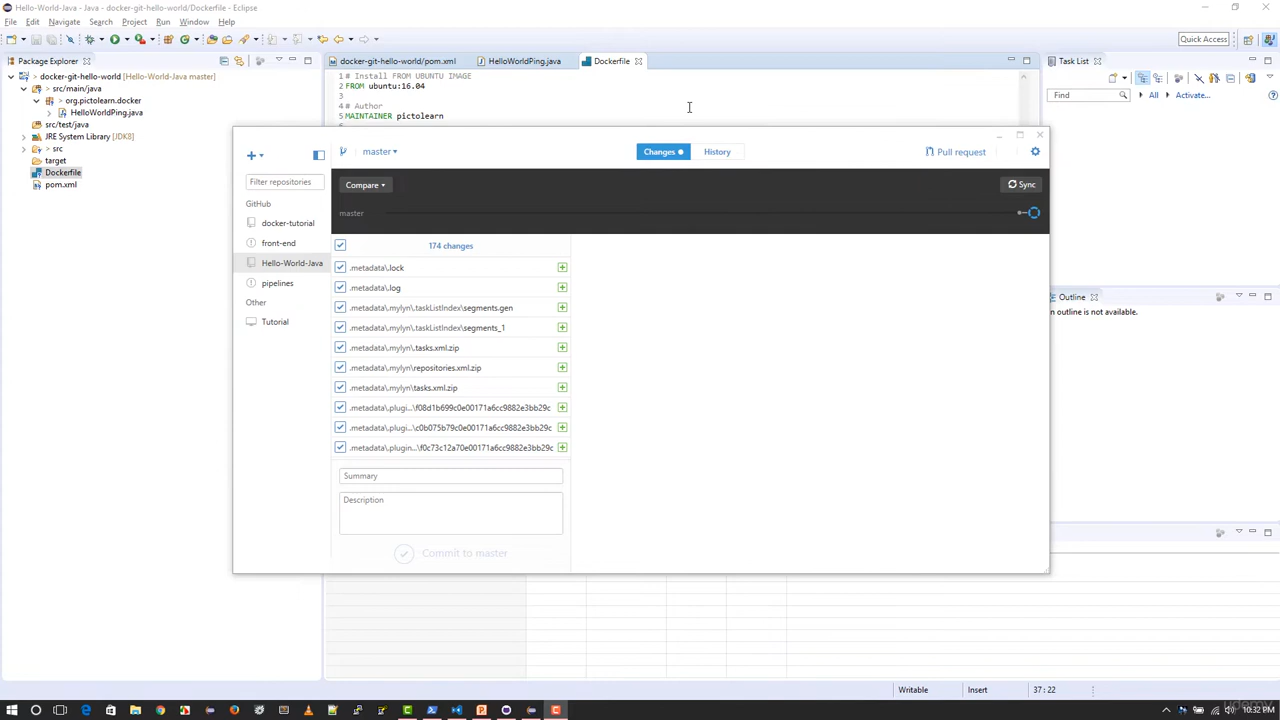 Hello-World-Java - Java - docker-git-hello-world/Dockerfile - Eclipse
File Edit Navigate Search Project Run Window Help
Quick Access
Package Explorer
docker-git-hello-world/pom.xml
HelloWorldPing.java
Dockerfile
Task List
docker-git-hello-world [Hello-World-Java master]
src/main/java
org.pictolearn.docker
HelloWorldPing.java
src/test/java
JRE System Library [JDK8]
src
target
Dockerfile
pom.xml
1 # Install FROM UBUNTU IMAGE
2 FROM ubuntu:16.04
3
4 # Author
5 MAINTAINER pictolearn
Find
All
Activate...
master
Changes
History
Pull request
Filter repositories
GitHub
docker-tutorial
front-end
Hello-World-Java
pipelines
Other
Tutorial
Compare
Sync
master
174 changes
.metadata\.lock
.metadata\.log
.metadata\.mylyn\.taskListIndex\segments.gen
.metadata\.mylyn\.taskListIndex\segments_1
.metadata\.mylyn\.tasks.xml.zip
.metadata\.mylyn\repositories.xml.zip
.metadata\.mylyn\tasks.xml.zip
.metadata\.plugi...\f08d1b699c0e00171a6cc9882e3bb29c
.metadata\.plugi...\c0b075b79c0e00171a6cc9882e3bb29c
.metadata\.plugin...\f0c73c12a70e00171a6cc9882e3bb29c
Summary
Description
Commit to master
Outline
n outline is not available.
Writable
Insert
37 : 22
10:32 PM
udemy